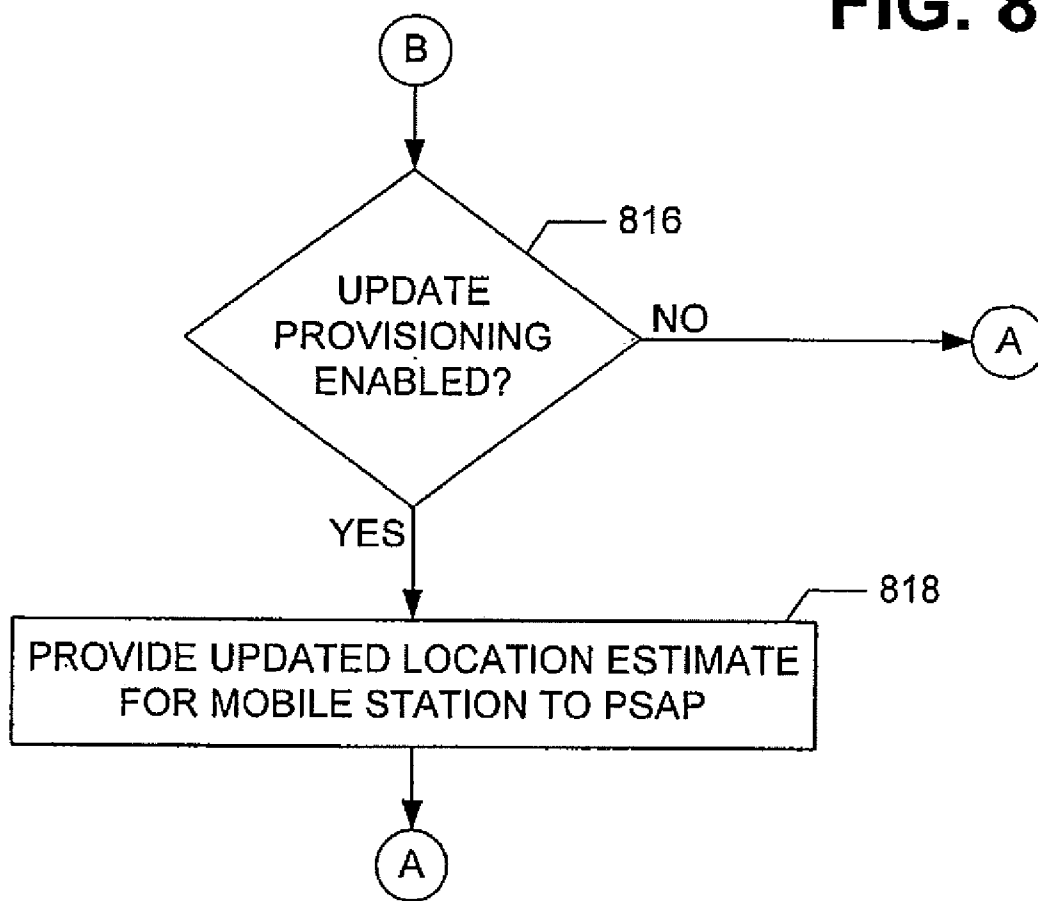 FIG. 8
B
816
UPDATE
PROVISIONING
ENABLED?
NO
A
YES
818
PROVIDE UPDATED LOCATION ESTIMATE
FOR MOBILE STATION TO PSAP
A